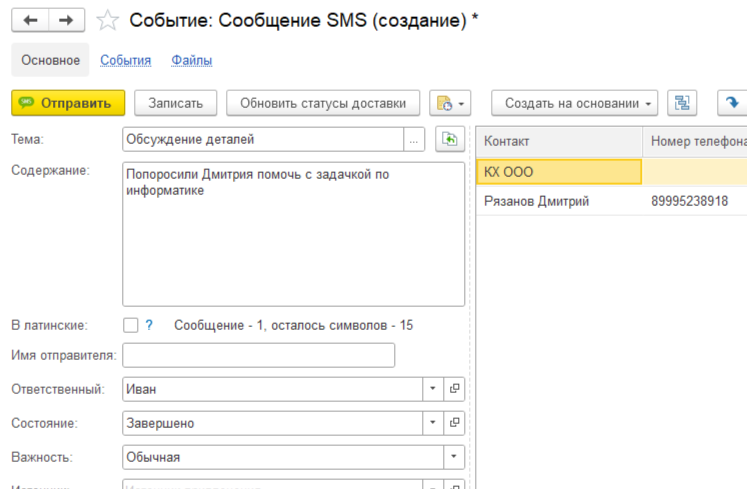 Событие: Сообщение SMS (создание) *
Основное События Файлы
SMS Отправить Записать Обновить статусы доставки Создать на основании
Тема: Обсуждение деталей ...
Контакт Номер телефона
Содержание: Попоросили Дмитрия помочь с задачкой по
информатике
КХ ООО
Рязанов Дмитрий 89995238918
В латинские: ? Сообщение - 1, осталось символов - 15
Имя отправителя:
Ответственный: Иван
Состояние: Завершено
Важность: Обычная